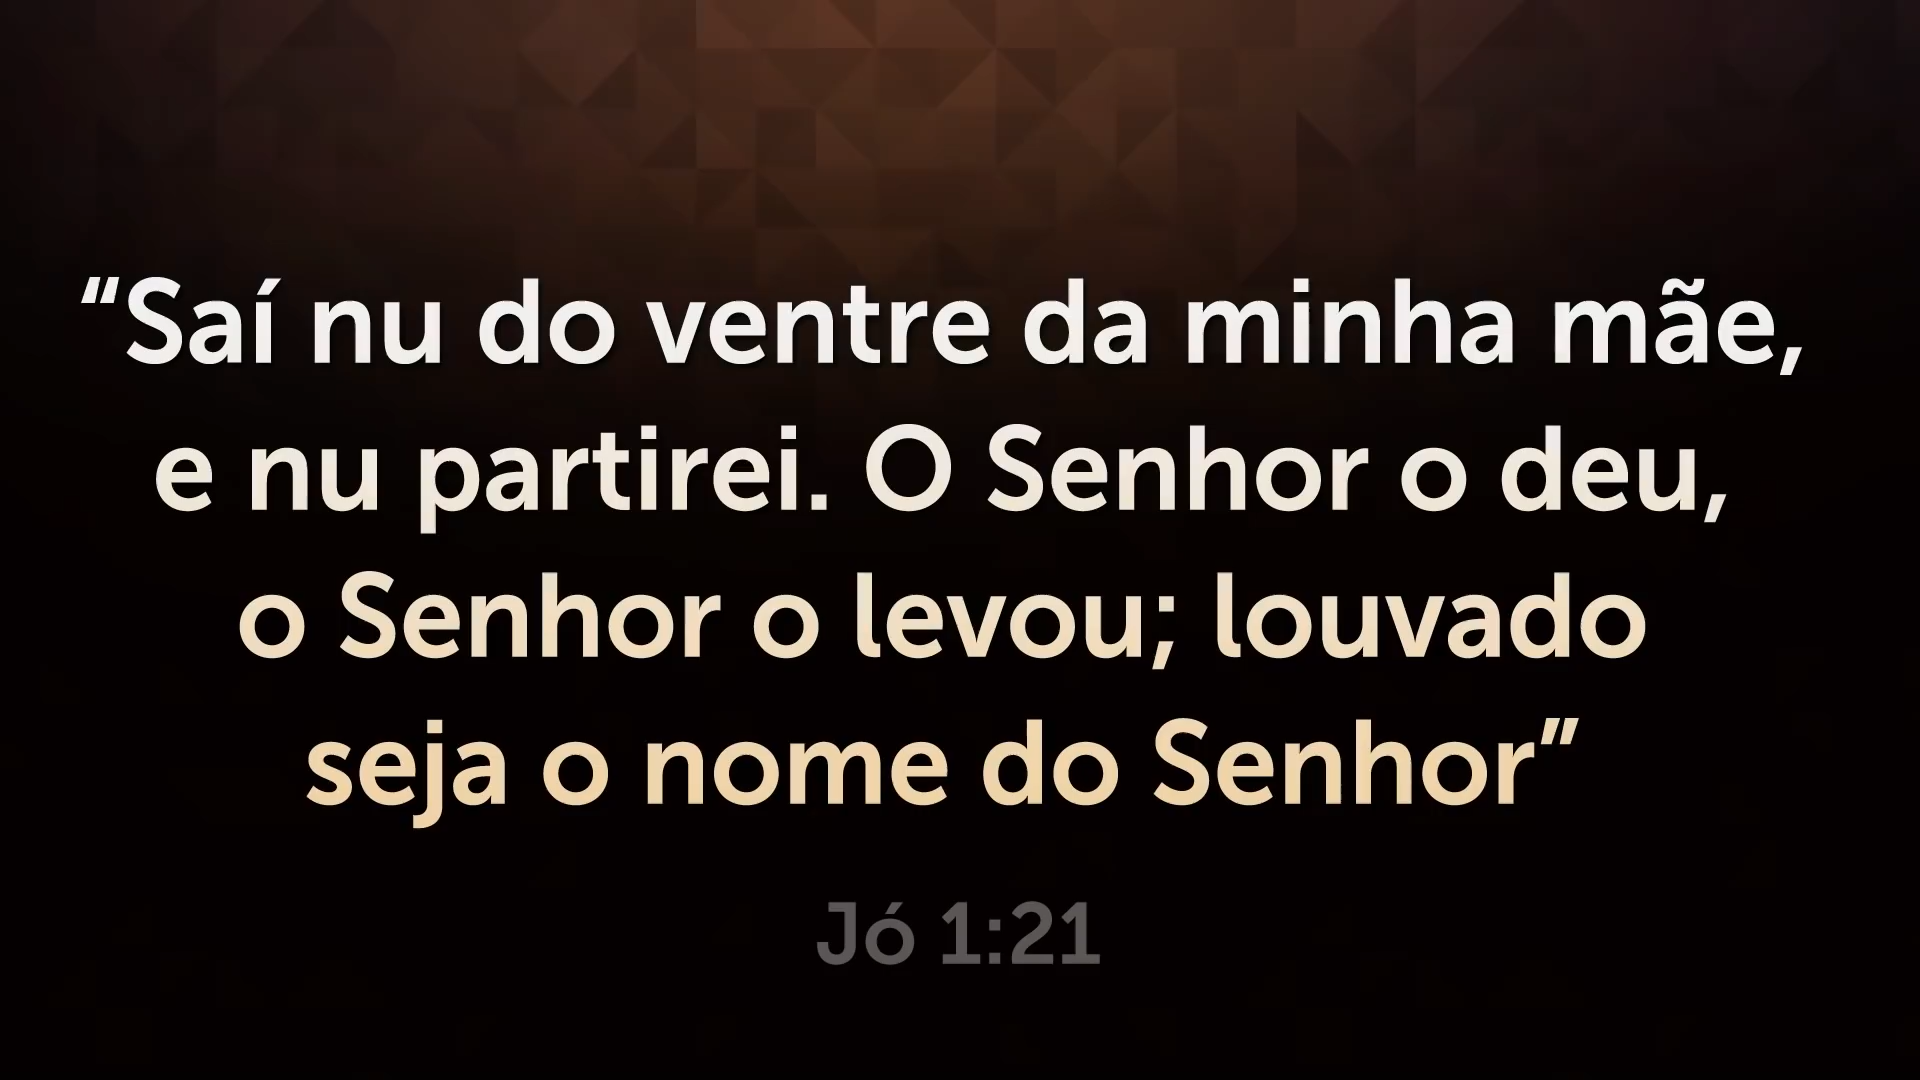 “Saí nu do ventre da minha mãe,
e nu partirei. O Senhor o deu,
o Senhor o levou; louvado
seja o nome do Senhor”
Jó 1:21